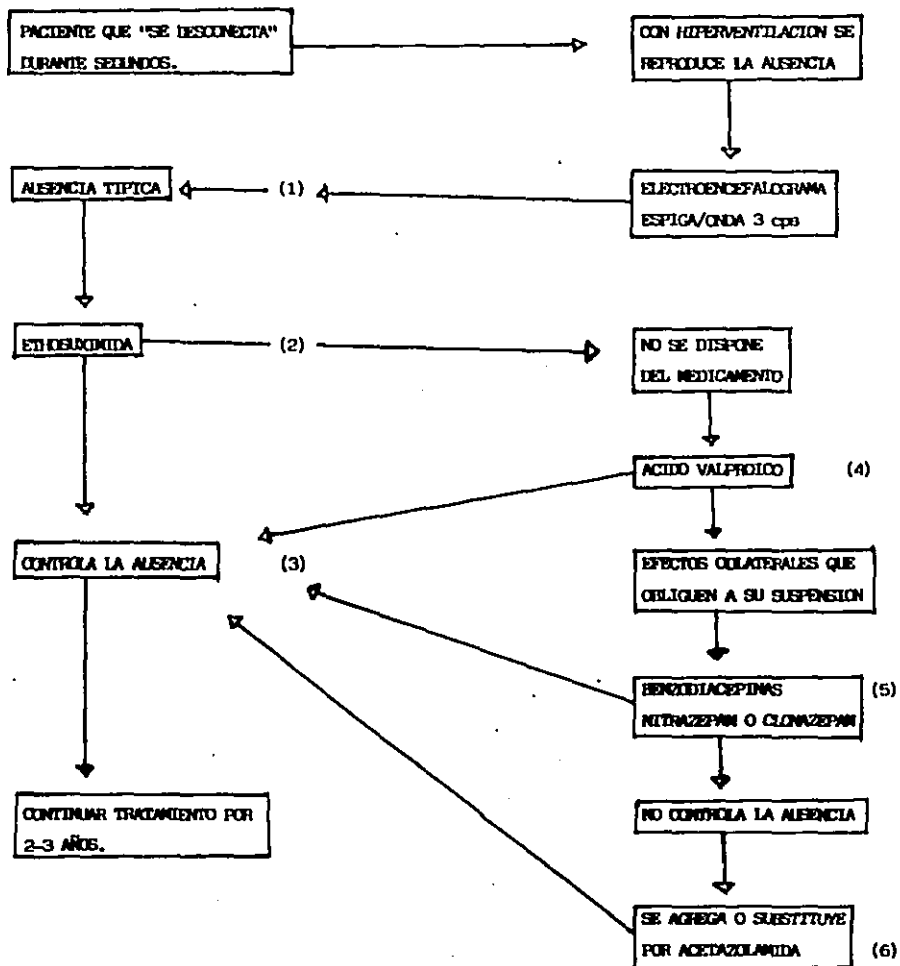 PACIENTE QUE "SE DESCONECTA"
DURANTE SEGUNDOS.
CON HIPERVENTILACION SE
REPRODUCE LA AUSENCIA
AUSENCIA TIPICA
(1)
ELECTROENCEFALOGRAMA
ESPIGA/ONDA 3 cps
ETHOSUXIMIDA
(2)
NO SE DISPONE
DEL MEDICAMENTO
ACIDO VALPROICO
(4)
CONTROLA LA AUSENCIA
(3)
EFECTOS COLATERALES QUE
OBLIGUEN A SU SUSPENSION
BENZODIACEPINAS
NITRAZEPAM O CLONAZEPAM
(5)
CONTINUAR TRATAMIENTO POR
2-3 AÑOS.
NO CONTROLA LA AUSENCIA
SE AGREGA O SUBSTITUYE
POR ACETAZOLAMIDA
(6)